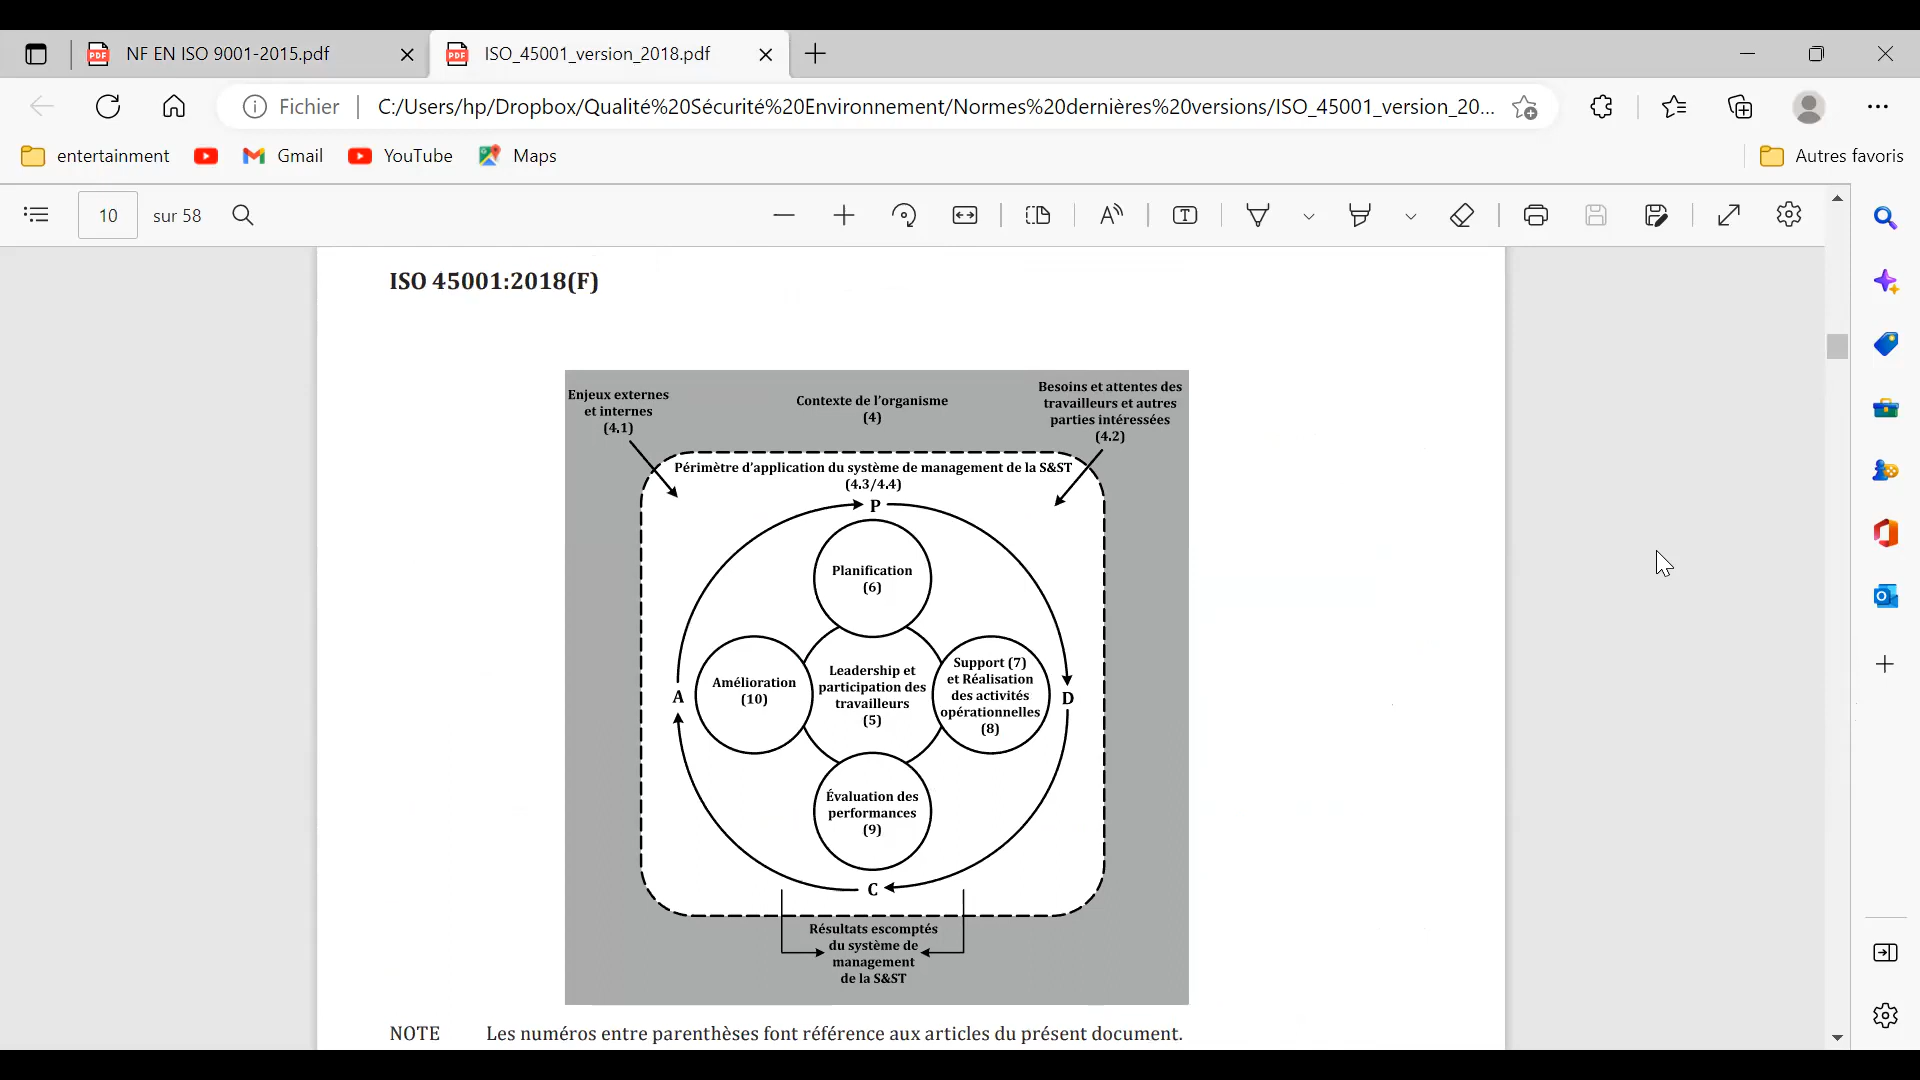 NF EN ISO 9001-2015.pdf
ISO_45001_version_2018.pdf
Fichier
C:/Users/hp/Dropbox/Qualité%20Sécurité%20Environnement/Normes%20dernières%20versions/ISO_45001_version_20...
entertainment
Gmail
YouTube
Maps
Autres favoris
10
sur 58
ISO 45001:2018(F)
Enjeux externes
et internes
(4.1)
Contexte de l'organisme
(4)
Besoins et attentes des
travailleurs et autres
parties intéressées
(4.2)
Périmètre d'application du système de management de la S&ST
(4.3/4.4)
P
Planification
(6)
A
Amélioration
(10)
Leadership et
participation des
travailleurs
(5)
Support (7)
et Réalisation
des activités
opérationnelles
(8)
D
Évaluation des
performances
(9)
C
Résultats escomptés
du système de
management
de la S&ST
NOTE Les numéros entre parenthèses font référence aux articles du présent document.